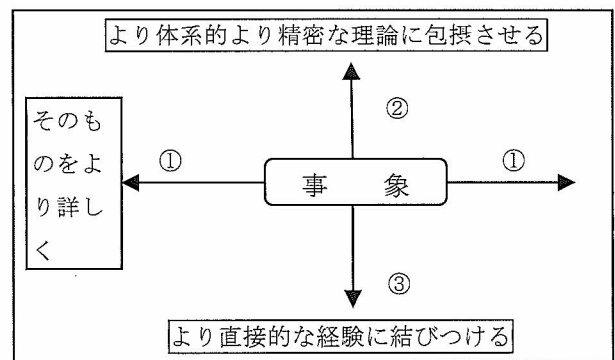 より体系的より精密な理論に包摂させる
②
そのも
のをよ
り詳し
く
①
事 象
①
③
より直接的な経験に結びつける